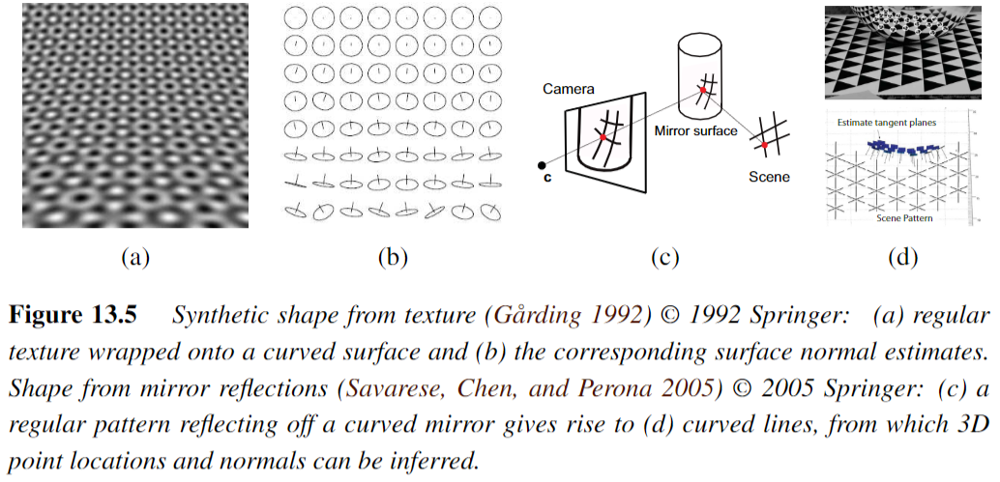 Camera
Mirror surface
c
Scene
Estimate tangent planes
Scene Pattern
(a)
(b)
(c)
(d)
Figure 13.5 Synthetic shape from texture (Gårding 1992) © 1992 Springer: (a) regular
texture wrapped onto a curved surface and (b) the corresponding surface normal estimates.
Shape from mirror reflections (Savarese, Chen, and Perona 2005) © 2005 Springer: (c) a
regular pattern reflecting off a curved mirror gives rise to (d) curved lines, from which 3D
point locations and normals can be inferred.